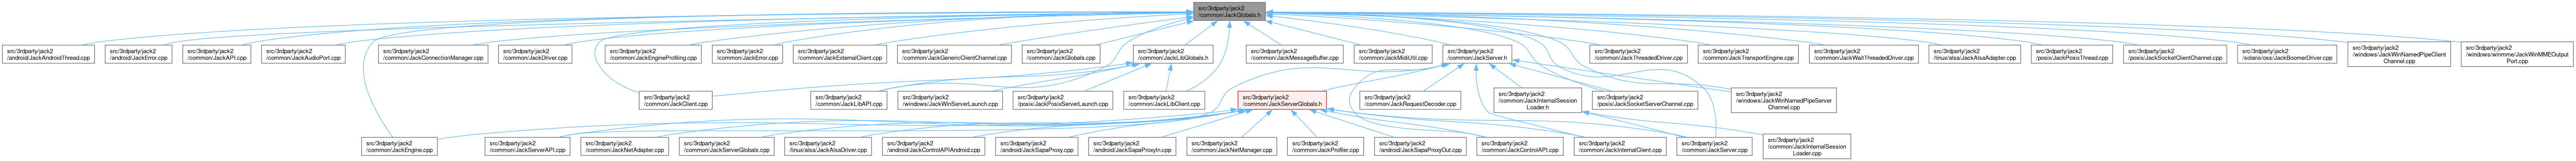 src/3rdparty/jack2
/common/JackGlobals.h
src/3rdparty/jack2
/android/JackAndroidThread.cpp
src/3rdparty/jack2
/android/JackError.cpp
src/3rdparty/jack2
/common/JackAPI.cpp
src/3rdparty/jack2
/common/JackAudioPort.cpp
src/3rdparty/jack2
/common/JackConnectionManager.cpp
src/3rdparty/jack2
/common/JackDriver.cpp
src/3rdparty/jack2
/common/JackEngineProfiling.cpp
src/3rdparty/jack2
/common/JackError.cpp
src/3rdparty/jack2
/common/JackExternalClient.cpp
src/3rdparty/jack2
/common/JackGenericClientChannel.cpp
src/3rdparty/jack2
/common/JackGlobals.cpp
src/3rdparty/jack2
/common/JackLibGlobals.h
src/3rdparty/jack2
/common/JackMessageBuffer.cpp
src/3rdparty/jack2
/common/JackMidiUtil.cpp
src/3rdparty/jack2
/common/JackServer.h
src/3rdparty/jack2
/common/JackThreadedDriver.cpp
src/3rdparty/jack2
/common/JackTransportEngine.cpp
src/3rdparty/jack2
/common/JackWaitThreadedDriver.cpp
src/3rdparty/jack2
/linux/alsa/JackAlsaAdapter.cpp
src/3rdparty/jack2
/posix/JackPosixThread.cpp
src/3rdparty/jack2
/posix/JackSocketClientChannel.cpp
src/3rdparty/jack2
/solaris/oss/JackBoomerDriver.cpp
src/3rdparty/jack2
/windows/JackWinNamedPipeClient
Channel.cpp
src/3rdparty/jack2
/windows/winmme/JackWinMMEOutput
Port.cpp
src/3rdparty/jack2
/common/JackClient.cpp
src/3rdparty/jack2
/common/JackLibAPI.cpp
src/3rdparty/jack2
/windows/JackWinServerLaunch.cpp
src/3rdparty/jack2
/posix/JackPosixServerLaunch.cpp
src/3rdparty/jack2
/common/JackLibClient.cpp
src/3rdparty/jack2
/common/JackServerGlobals.h
src/3rdparty/jack2
/common/JackRequestDecoder.cpp
src/3rdparty/jack2
/common/JackInternalSession
Loader.h
src/3rdparty/jack2
/posix/JackSocketServerChannel.cpp
src/3rdparty/jack2
/windows/JackWinNamedPipeServer
Channel.cpp
src/3rdparty/jack2
/common/JackEngine.cpp
src/3rdparty/jack2
/common/JackServerAPI.cpp
src/3rdparty/jack2
/common/JackNetAdapter.cpp
src/3rdparty/jack2
/common/JackServerGlobals.cpp
src/3rdparty/jack2
/linux/alsa/JackAlsaDriver.cpp
src/3rdparty/jack2
/android/JackControlAPIAndroid.cpp
src/3rdparty/jack2
/android/JackSapaProxy.cpp
src/3rdparty/jack2
/android/JackSapaProxyIn.cpp
src/3rdparty/jack2
/common/JackNetManager.cpp
src/3rdparty/jack2
/common/JackProfiler.cpp
src/3rdparty/jack2
/android/JackSapaProxyOut.cpp
src/3rdparty/jack2
/common/JackControlAPI.cpp
src/3rdparty/jack2
/common/JackInternalClient.cpp
src/3rdparty/jack2
/common/JackServer.cpp
src/3rdparty/jack2
/common/JackInternalSession
Loader.cpp